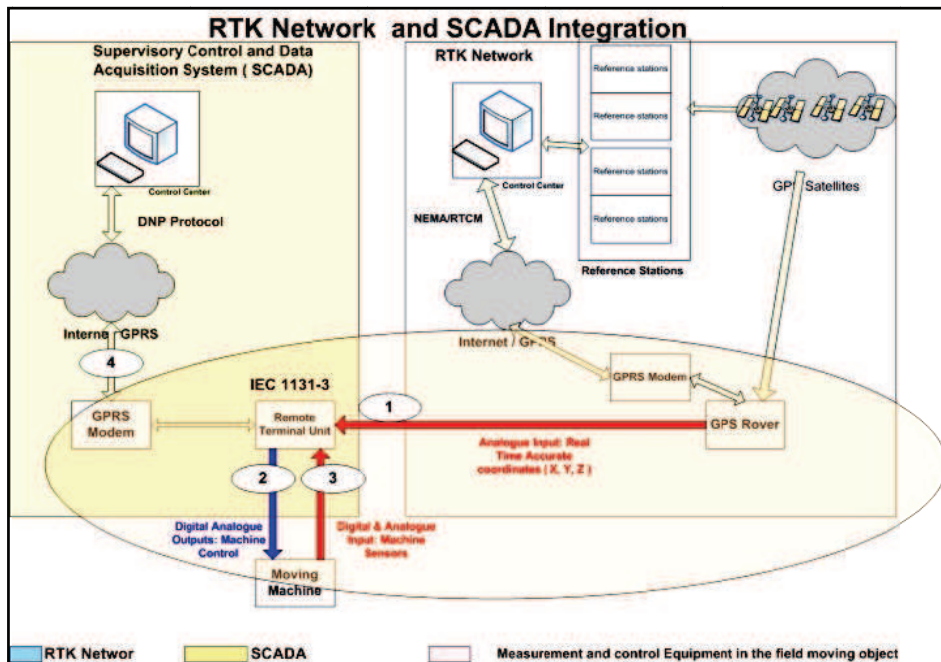 RTK Network and SCADA Integration
Supervisory Control and Data
Acquisition System ( SCADA)
Control Center
DNP Protocol
Interne GPRS
4
GPRS
Modem
IEC 1131-3
Remote
Terminal Unit
2
3
Digital Analogue
Outputs: Machine
Control
Digital & Analogue
Input: Machine
Sensors
Moving
Machine
RTK Network
Control Center
NEMA/RTCM
Internet / GPRS
Reference stations
Reference stations
Reference stations
Reference stations
Reference Stations
GPS Satellites
GPRS Modem
GPS Rover
1
Analogue Input: Real
Time Accurate
coordinates ( X, Y, Z )
RTK Networ
SCADA
Measurement and control Equipment in the field moving object